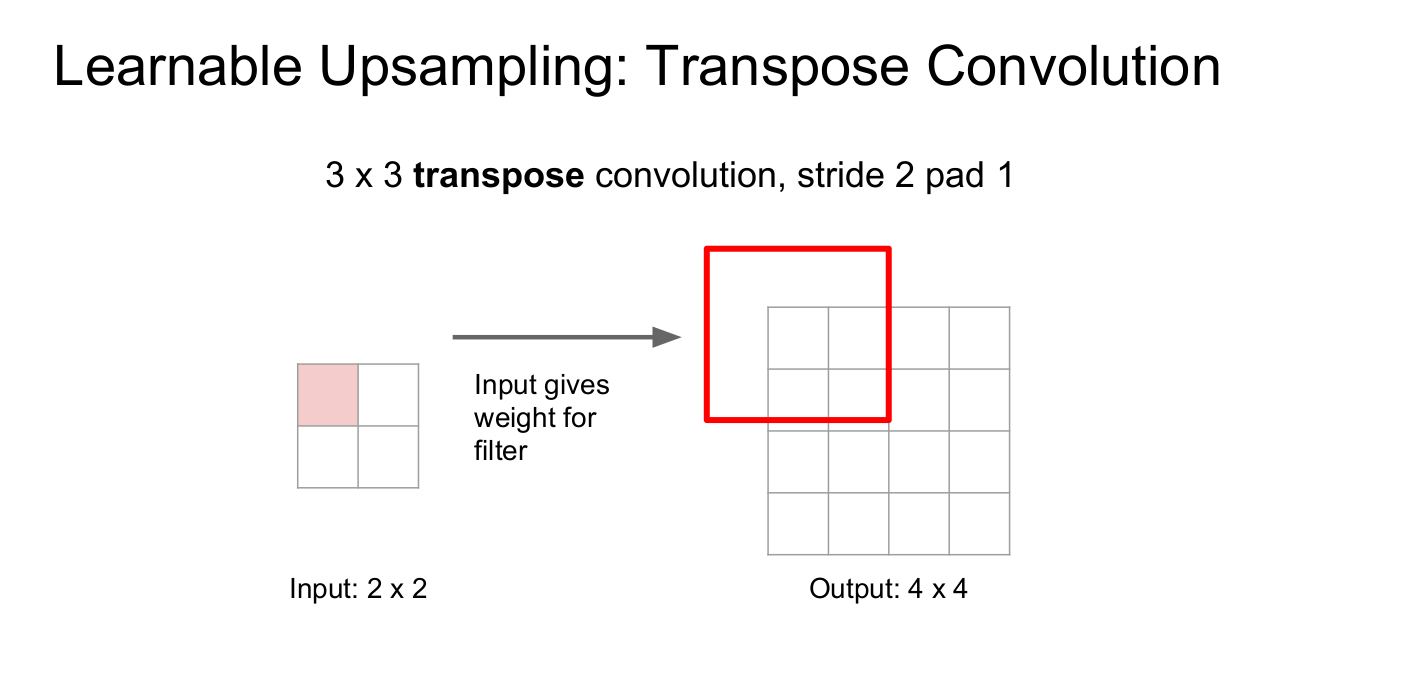 Learnable Upsampling: Transpose Convolution
3 x 3 transpose convolution, stride 2 pad 1
Input gives
weight for
filter
Input: 2 x 2
Output: 4 x 4